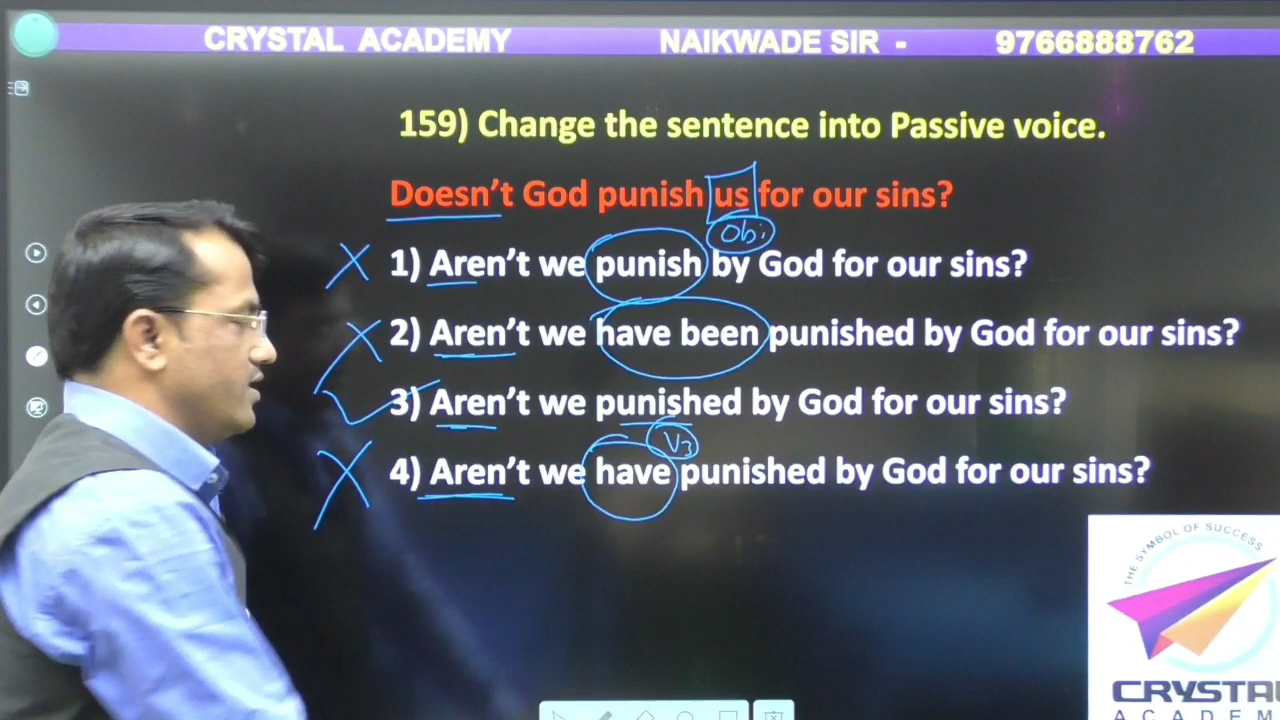 CRYSTAL ACADEMY NAIKWADE SIR - 9766888762
159) Change the sentence into Passive voice.
Doesn't God punish us for our sins?
Obj
1) Aren't we punish by God for our sins?
2) Aren't we have been punished by God for our sins?
3) Aren't we punished by God for our sins?
V3
4) Aren't we have punished by God for our sins?
THE SYMBOL OF SUCCESS
CRYSTAL
ACADEM